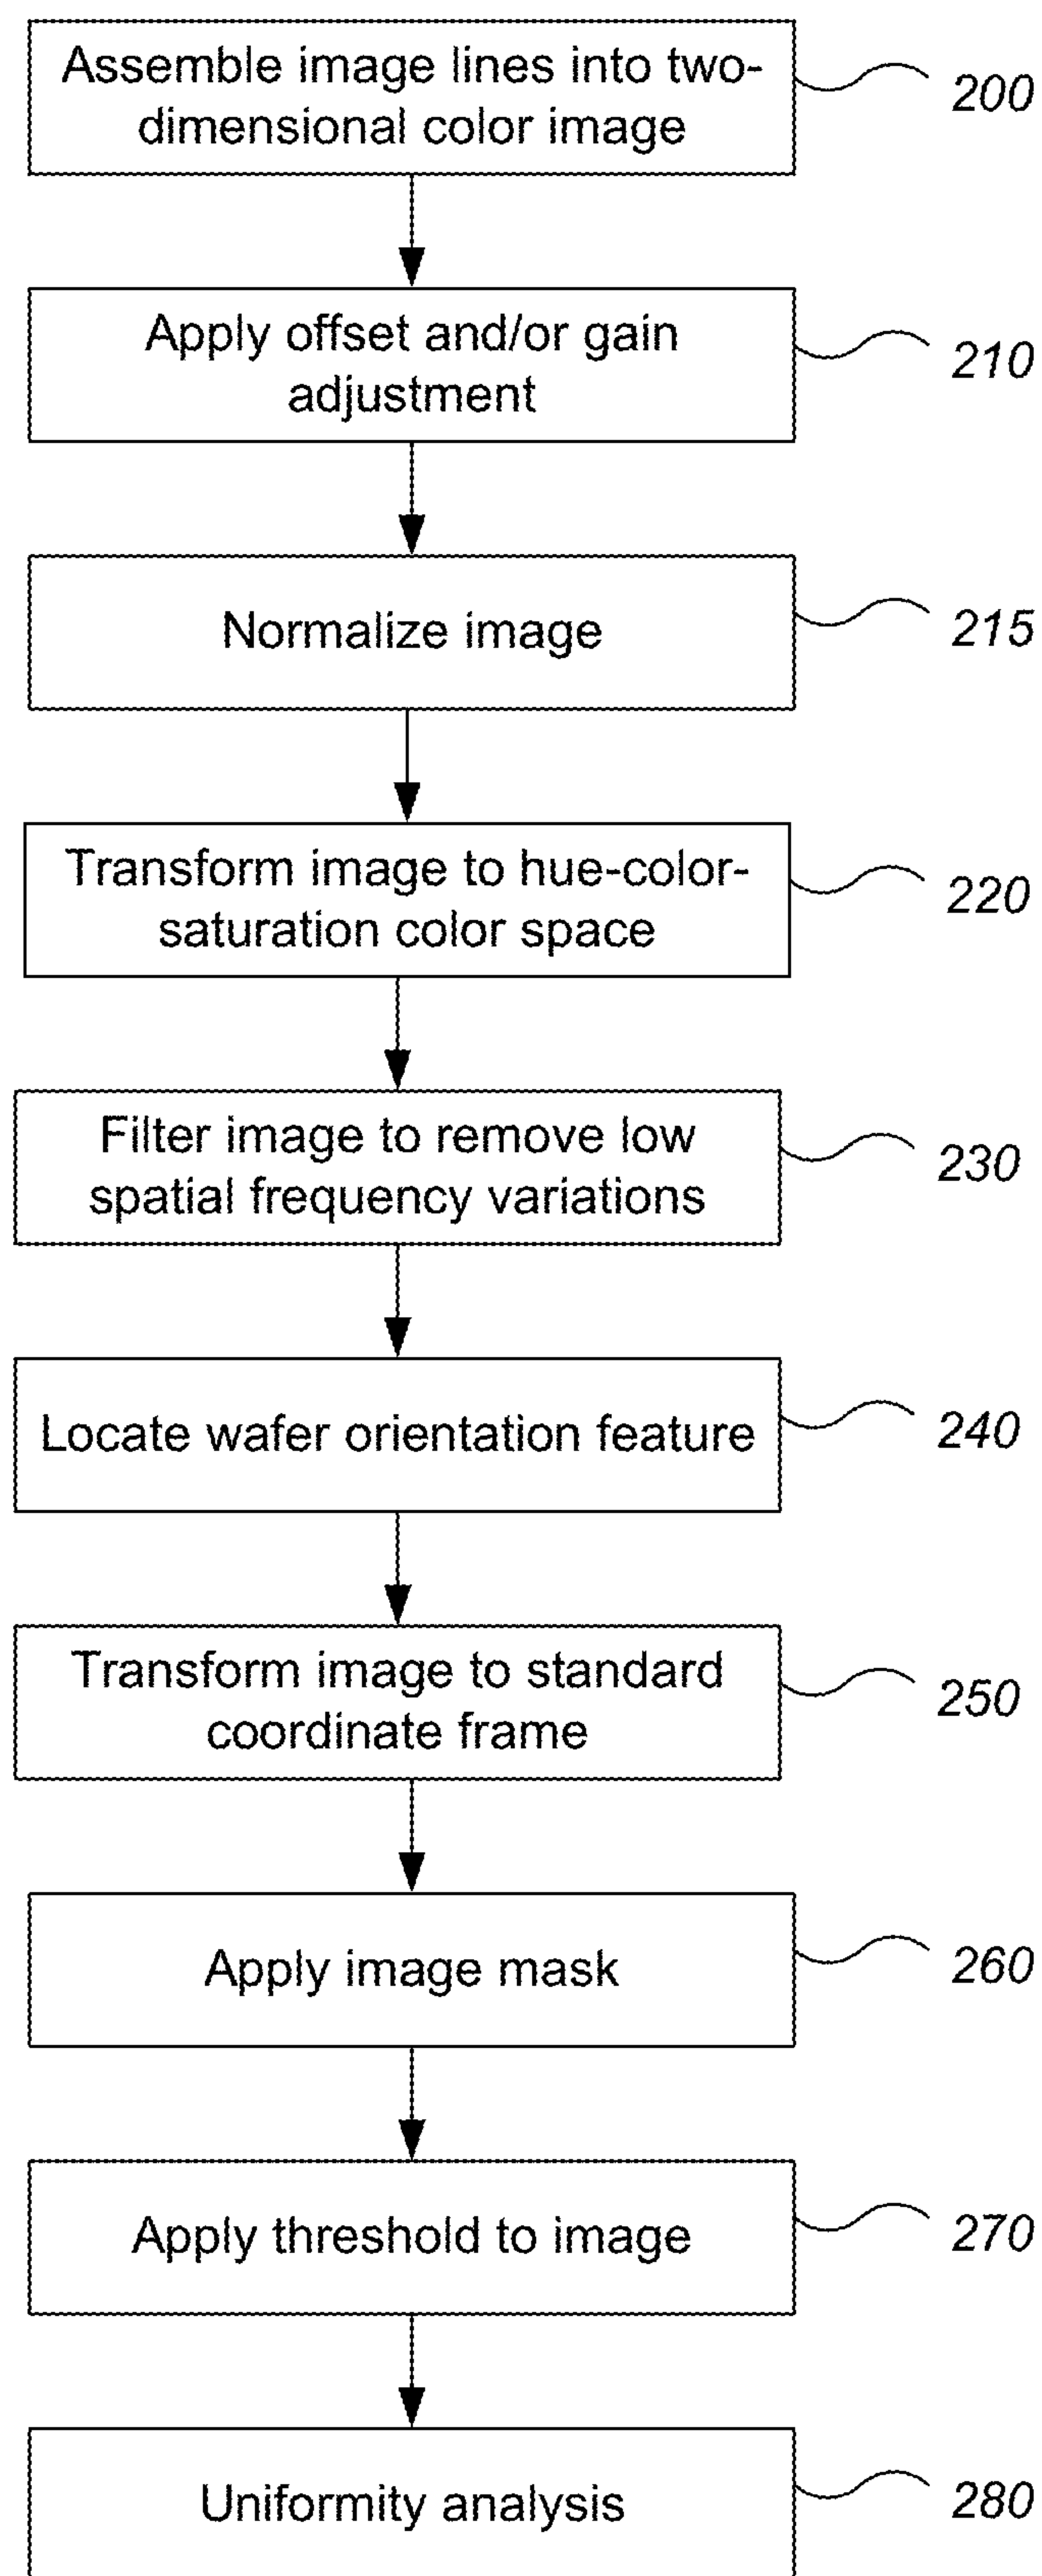 Assemble image lines into two-
dimensional color image
200
Apply offset and/or gain
adjustment
210
Normalize image
215
Transform image to hue-color-
saturation color space
220
Filter image to remove low
spatial frequency variations
230
Locate wafer orientation feature
240
Transform image to standard
coordinate frame
250
Apply image mask
260
Apply threshold to image
270
Uniformity analysis
280